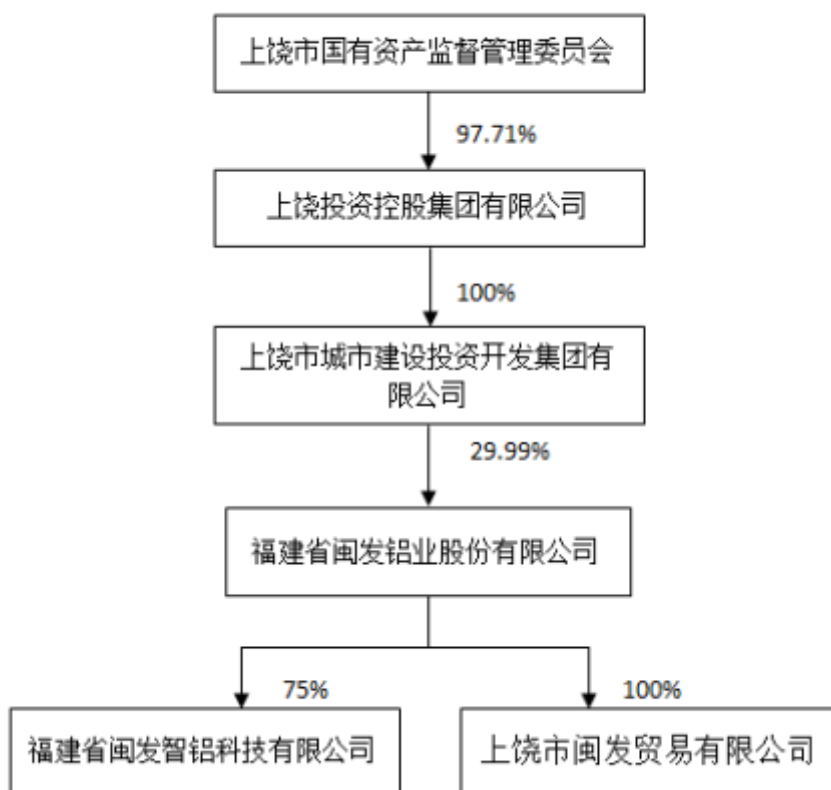 上饶市国有资产监督管理委员会
97.71%
上饶投资控股集团有限公司
100%
上饶市城市建设投资开发集团有
限公司
29.99%
福建省闽发铝业股份有限公司
75%
100%
福建省闽发智铝科技有限公司
上饶市闽发贸易有限公司